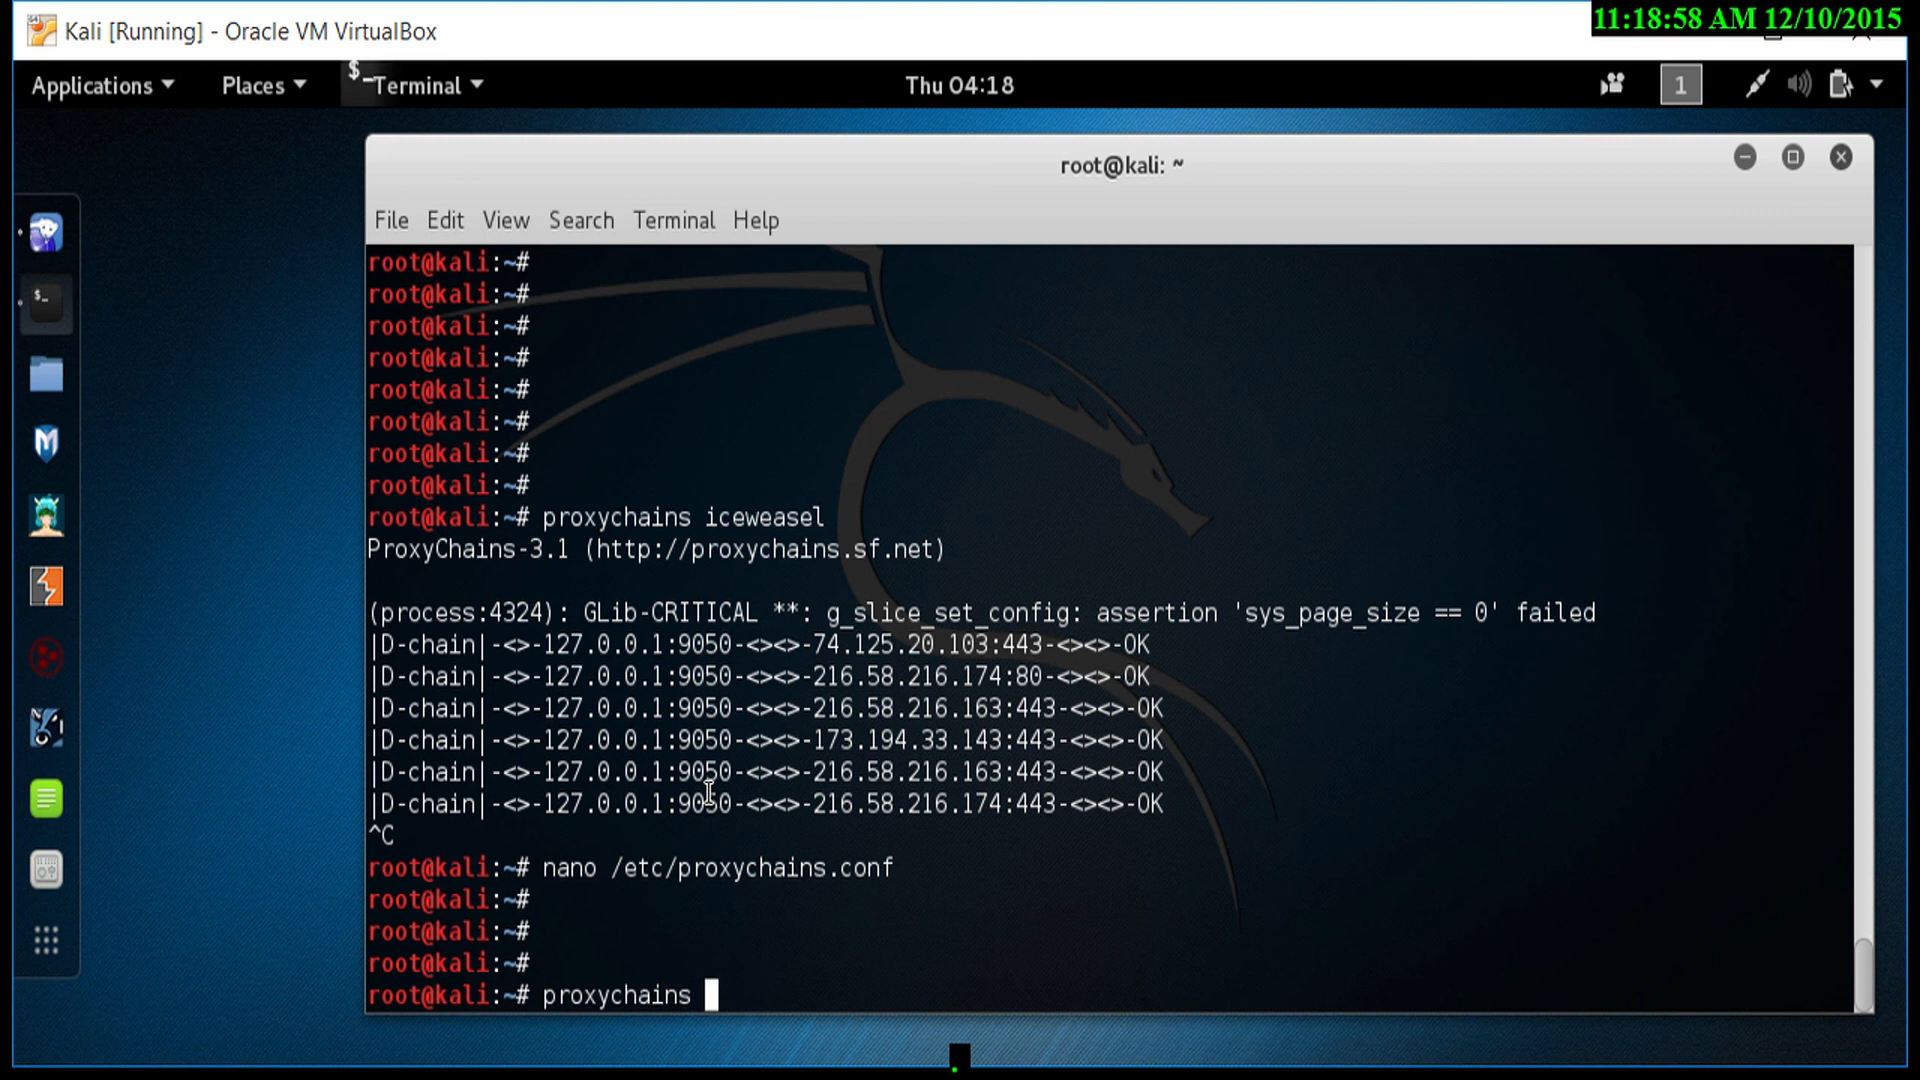 Kali [Running] - Oracle VM VirtualBox
11:18:58 AM 12/10/2015
Applications Places Terminal Thu 04:18 1
root@kali: ~
File Edit View Search Terminal Help
root@kali:~#
root@kali:~#
root@kali:~#
root@kali:~#
root@kali:~#
root@kali:~#
root@kali:~#
root@kali:~#
root@kali:~# proxychains iceweasel
ProxyChains-3.1 (http://proxychains.sf.net)
(process:4324): GLib-CRITICAL **: g_slice_set_config: assertion 'sys_page_size == 0' failed
|D-chain|-<>-127.0.0.1:9050-<><>-74.125.20.103:443-<><>-OK
|D-chain|-<>-127.0.0.1:9050-<><>-216.58.216.174:80-<><>-OK
|D-chain|-<>-127.0.0.1:9050-<><>-216.58.216.163:443-<><>-OK
|D-chain|-<>-127.0.0.1:9050-<><>-173.194.33.143:443-<><>-OK
|D-chain|-<>-127.0.0.1:9050-<><>-216.58.216.163:443-<><>-OK
|D-chain|-<>-127.0.0.1:9050-<><>-216.58.216.174:443-<><>-OK
^C
root@kali:~# nano /etc/proxychains.conf
root@kali:~#
root@kali:~#
root@kali:~#
root@kali:~# proxychains